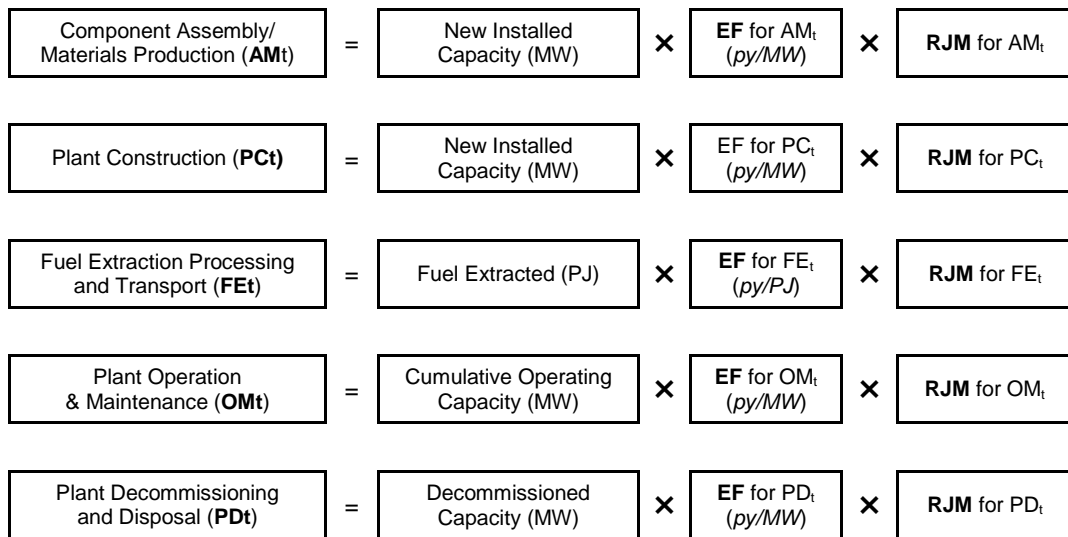 Component Assembly/
Materials Production (AMt)
=
New Installed
Capacity (MW)
×
EF for AMt
(py/MW)
×
RJM for AMt
Plant Construction (PCt)
=
New Installed
Capacity (MW)
×
EF for PCt
(py/MW)
×
RJM for PCt
Fuel Extraction Processing
and Transport (FEt)
=
Fuel Extracted (PJ)
×
EF for FEt
(py/PJ)
×
RJM for FEt
Plant Operation
& Maintenance (OMt)
=
Cumulative Operating
Capacity (MW)
×
EF for OMt
(py/MW)
×
RJM for OMt
Plant Decommissioning
and Disposal (PDt)
=
Decommissioned
Capacity (MW)
×
EF for PDt
(py/MW)
×
RJM for PDt